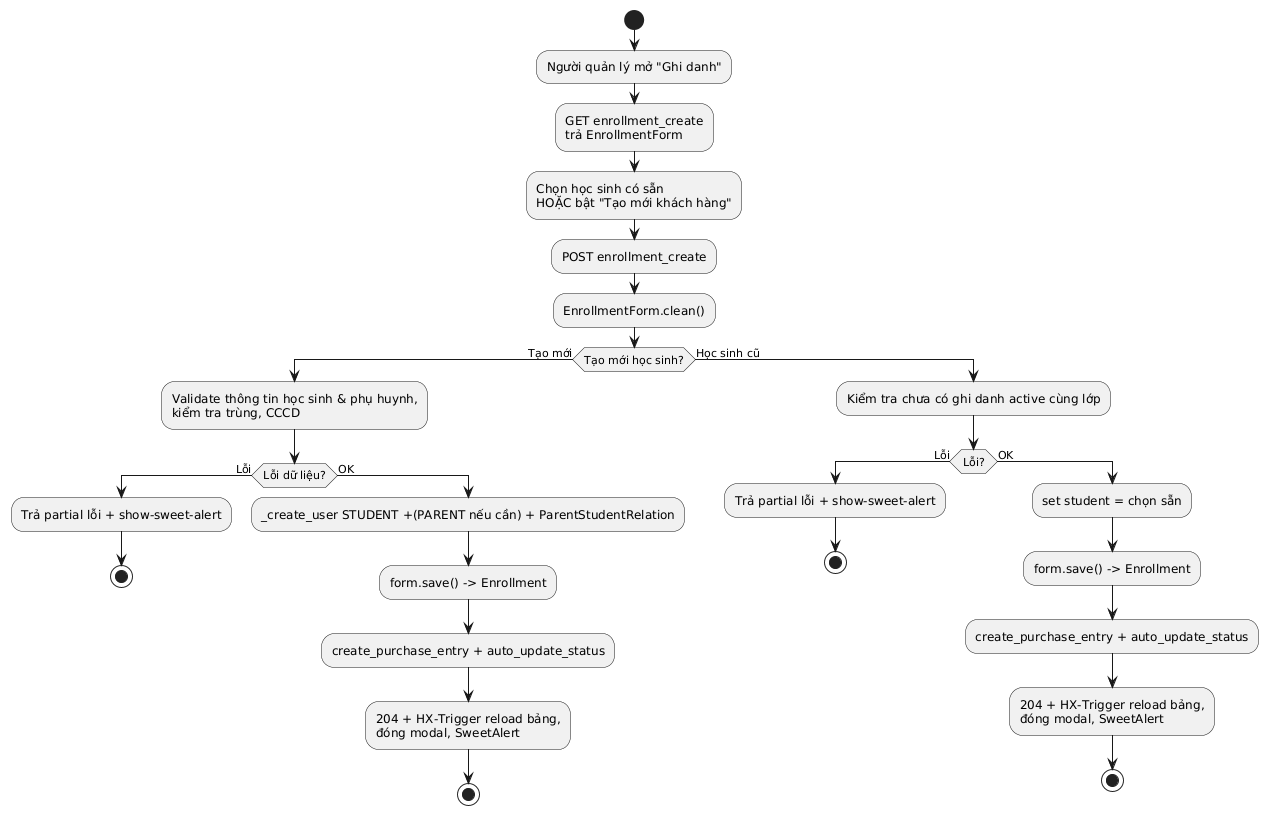 Người quản lý mở "Ghi danh"
GET enrollment_create
trả EnrollmentForm
Chọn học sinh có sẵn
HOẶC bật "Tạo mới khách hàng"
POST enrollment_create
EnrollmentForm.clean()
Tạo mới học sinh?
Tạo mới
Học sinh cũ
Validate thông tin học sinh & phụ huynh,
kiểm tra trùng, CCCD
Lỗi dữ liệu?
Lỗi
OK
Trả partial lỗi + show-sweet-alert
_create_user STUDENT +(PARENT nếu cần) + ParentStudentRelation
form.save() -> Enrollment
create_purchase_entry + auto_update_status
204 + HX-Trigger reload bảng,
đóng modal, SweetAlert
Kiểm tra chưa có ghi danh active cùng lớp
Lỗi?
Lỗi
OK
Trả partial lỗi + show-sweet-alert
set student = chọn sẵn
form.save() -> Enrollment
create_purchase_entry + auto_update_status
204 + HX-Trigger reload bảng,
đóng modal, SweetAlert